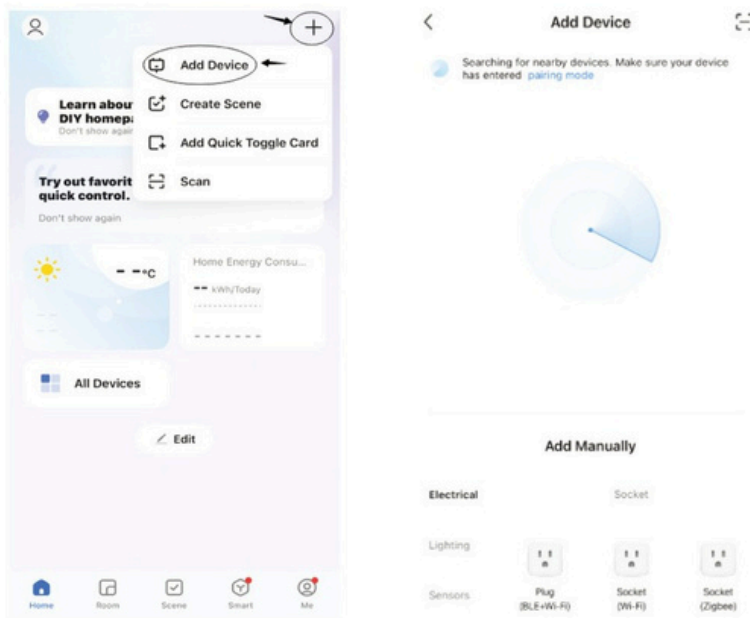 Add Device
Create Scene
Add Quick Toggle Card
Scan
Learn abou
DIY homep
Don't show again
Try out favorit
quick control.
Don't show again
- -°C
Home Energy Consu...
-- kWh/Today
All Devices
Edit
Home
Room
Scene
Smart
Me
Add Device
Searching for nearby devices. Make sure your device
has entered pairing mode
Add Manually
Electrical
Socket
Lighting
Sensors
Plug
(BLE+Wi-Fi)
Socket
(Wi-Fi)
Socket
(Zigbee)